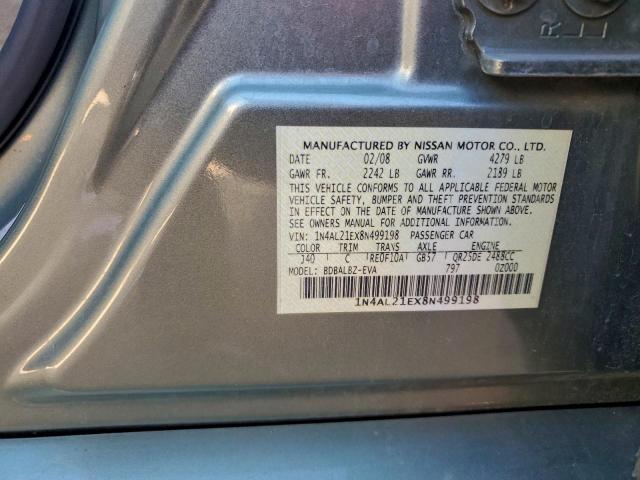 R
MANUFACTURED BY NISSAN MOTOR CO., LTD.
DATE 02/08 GVWR 4279 LB
GAWR FR. 2242 LB GAWR RR. 2189 LB
THIS VEHICLE CONFORMS TO ALL APPLICABLE FEDERAL MOTOR
VEHICLE SAFETY, BUMPER AND THEFT PREVENTION STANDARDS
IN EFFECT ON THE DATE OF MANUFACTURE SHOWN ABOVE.
SEE OWNERS MANUAL FOR ADDITIONAL INFORMATION.
VIN: 1N4AL21EX8N499198 PASSENGER CAR
COLOR TRIM TRANS AXLE ENGINE
J40 C RE0F10A GB57 QR25DE 2488CC
MODEL: BDBALBZ-EVA 797 0Z000
1N4AL21EX8N499198